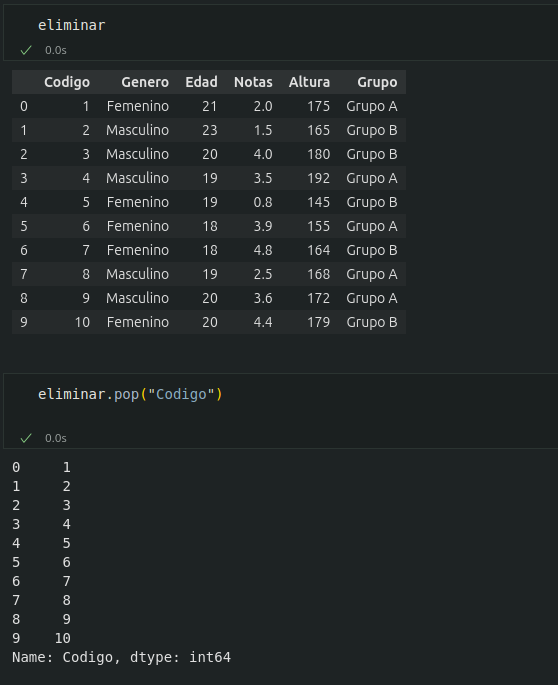 eliminar
0.0s
Codigo Genero Edad Notas Altura Grupo
0 1 Femenino 21 2.0 175 Grupo A
1 2 Masculino 23 1.5 165 Grupo B
2 3 Masculino 20 4.0 180 Grupo B
3 4 Masculino 19 3.5 192 Grupo A
4 5 Femenino 19 0.8 145 Grupo B
5 6 Femenino 18 3.9 155 Grupo A
6 7 Femenino 18 4.8 164 Grupo B
7 8 Masculino 19 2.5 168 Grupo A
8 9 Masculino 20 3.6 172 Grupo A
9 10 Femenino 20 4.4 179 Grupo B
eliminar.pop("Codigo")
0.0s
0 1
1 2
2 3
3 4
4 5
5 6
6 7
7 8
8 9
9 10
Name: Codigo, dtype: int64